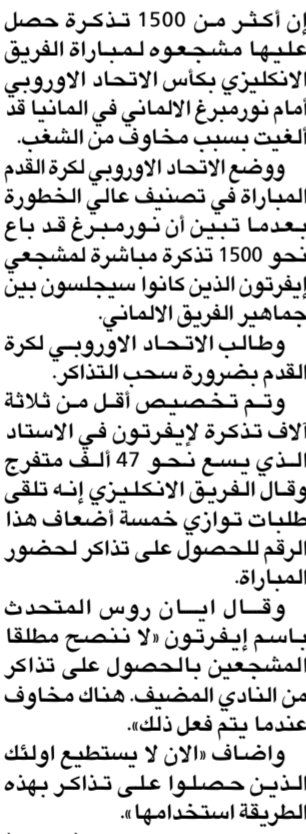 إن أكثر من 1500 تذكرة حصل
عليها مشجعوه لمباراة الفريق
الانكليزي بكأس الاتحاد الاوروبي
أمام نورمبرغ الالماني في المانيا قد
ألغيت بسبب مخاوف من الشغب.
ووضع الاتحاد الاوروبي لكرة القدم
المباراة في تصنيف عالي الخطورة
بعدما تبين أن نورمبرغ قد باع
نحو 1500 تذكرة مباشرة لمشجعي
إيفرتون الذين كانوا سيجلسون بين
جماهير الفريق الالماني.
وطالب الاتحاد الاوروبي لكرة
القدم بضرورة سحب التذاكر.
وتم تخصيص أقل من ثلاثة
آلاف تذكرة لإيفرتون في الاستاد
الذي يسع نحو 47 ألف متفرج
وقال الفريق الانكليزي إنه تلقى
طلبات توازي خمسة أضعاف هذا
الرقم للحصول على تذاكر لحضور
المباراة.
وقال ايان روس المتحدث
باسم إيفرتون «لا ننصح مطلقا
المشجعين بالحصول على تذاكر
من النادي المضيف. هناك مخاوف
عندما يتم فعل ذلك».
واضاف «الان لا يستطيع اولئك
الذين حصلوا على تذاكر بهذه
الطريقة استخدامها».